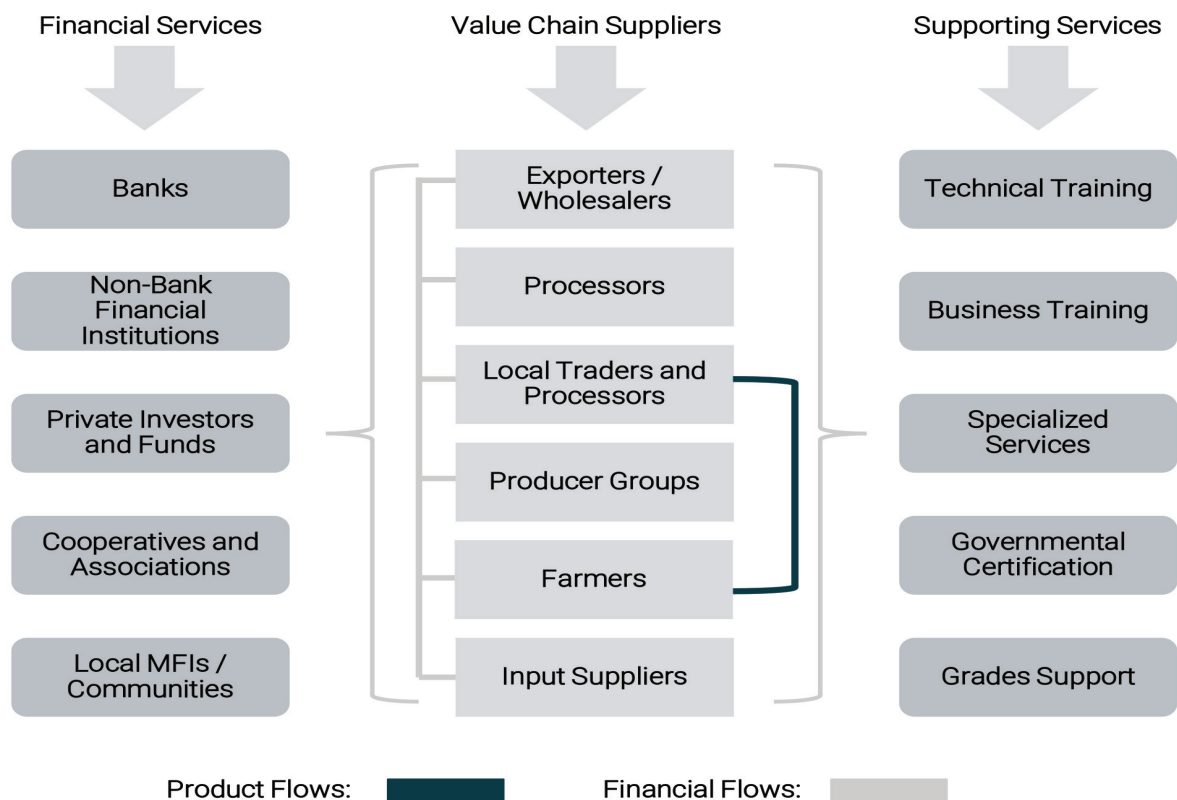 Financial Services
Value Chain Suppliers
Supporting Services
Banks
Non-Bank
Financial
Institutions
Private Investors
and Funds
Cooperatives and
Associations
Local MFIs /
Communities
Exporters /
Wholesalers
Processors
Local Traders and
Processors
Producer Groups
Farmers
Input Suppliers
Technical Training
Business Training
Specialized
Services
Governmental
Certification
Grades Support
Product Flows:
Financial Flows: